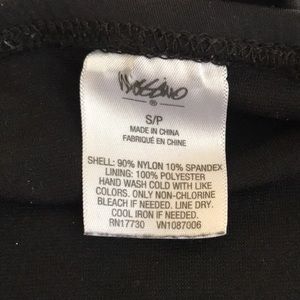 Mossimo
®
S/P
MADE IN CHINA
FABRIQUÉ EN CHINE
SHELL: 90% NYLON 10% SPANDEX
LINING: 100% POLYESTER
HAND WASH COLD WITH LIKE
COLORS. ONLY NON-CHLORINE
BLEACH IF NEEDED. LINE DRY.
COOL IRON IF NEEDED.
RN17730 VN1087006